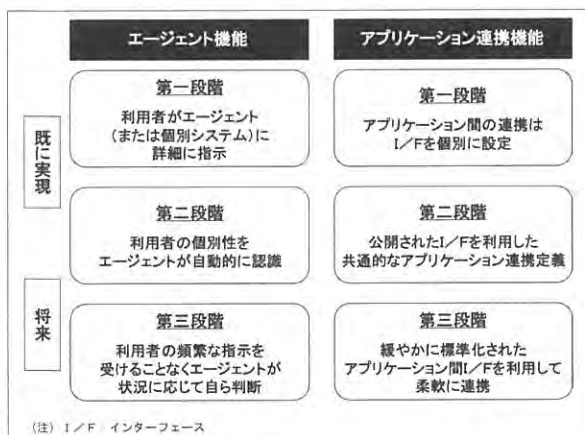 エージェント機能
アプリケーション連携機能
既に実現
第一段階
利用者がエージェント
(または個別システム)に
詳細に指示
第一段階
アプリケーション間の連携は
I/Fを個別に設定
第二段階
利用者の個別性を
エージェントが自動的に認識
第二段階
公開されたI/Fを利用した
共通的なアプリケーション連携定義
将来
第三段階
利用者の頻繁な指示を
受けることなくエージェントが
状況に応じて自ら判断
第三段階
緩やかに標準化された
アプリケーション間I/Fを利用して
柔軟に連携
(注) I/F インターフェース